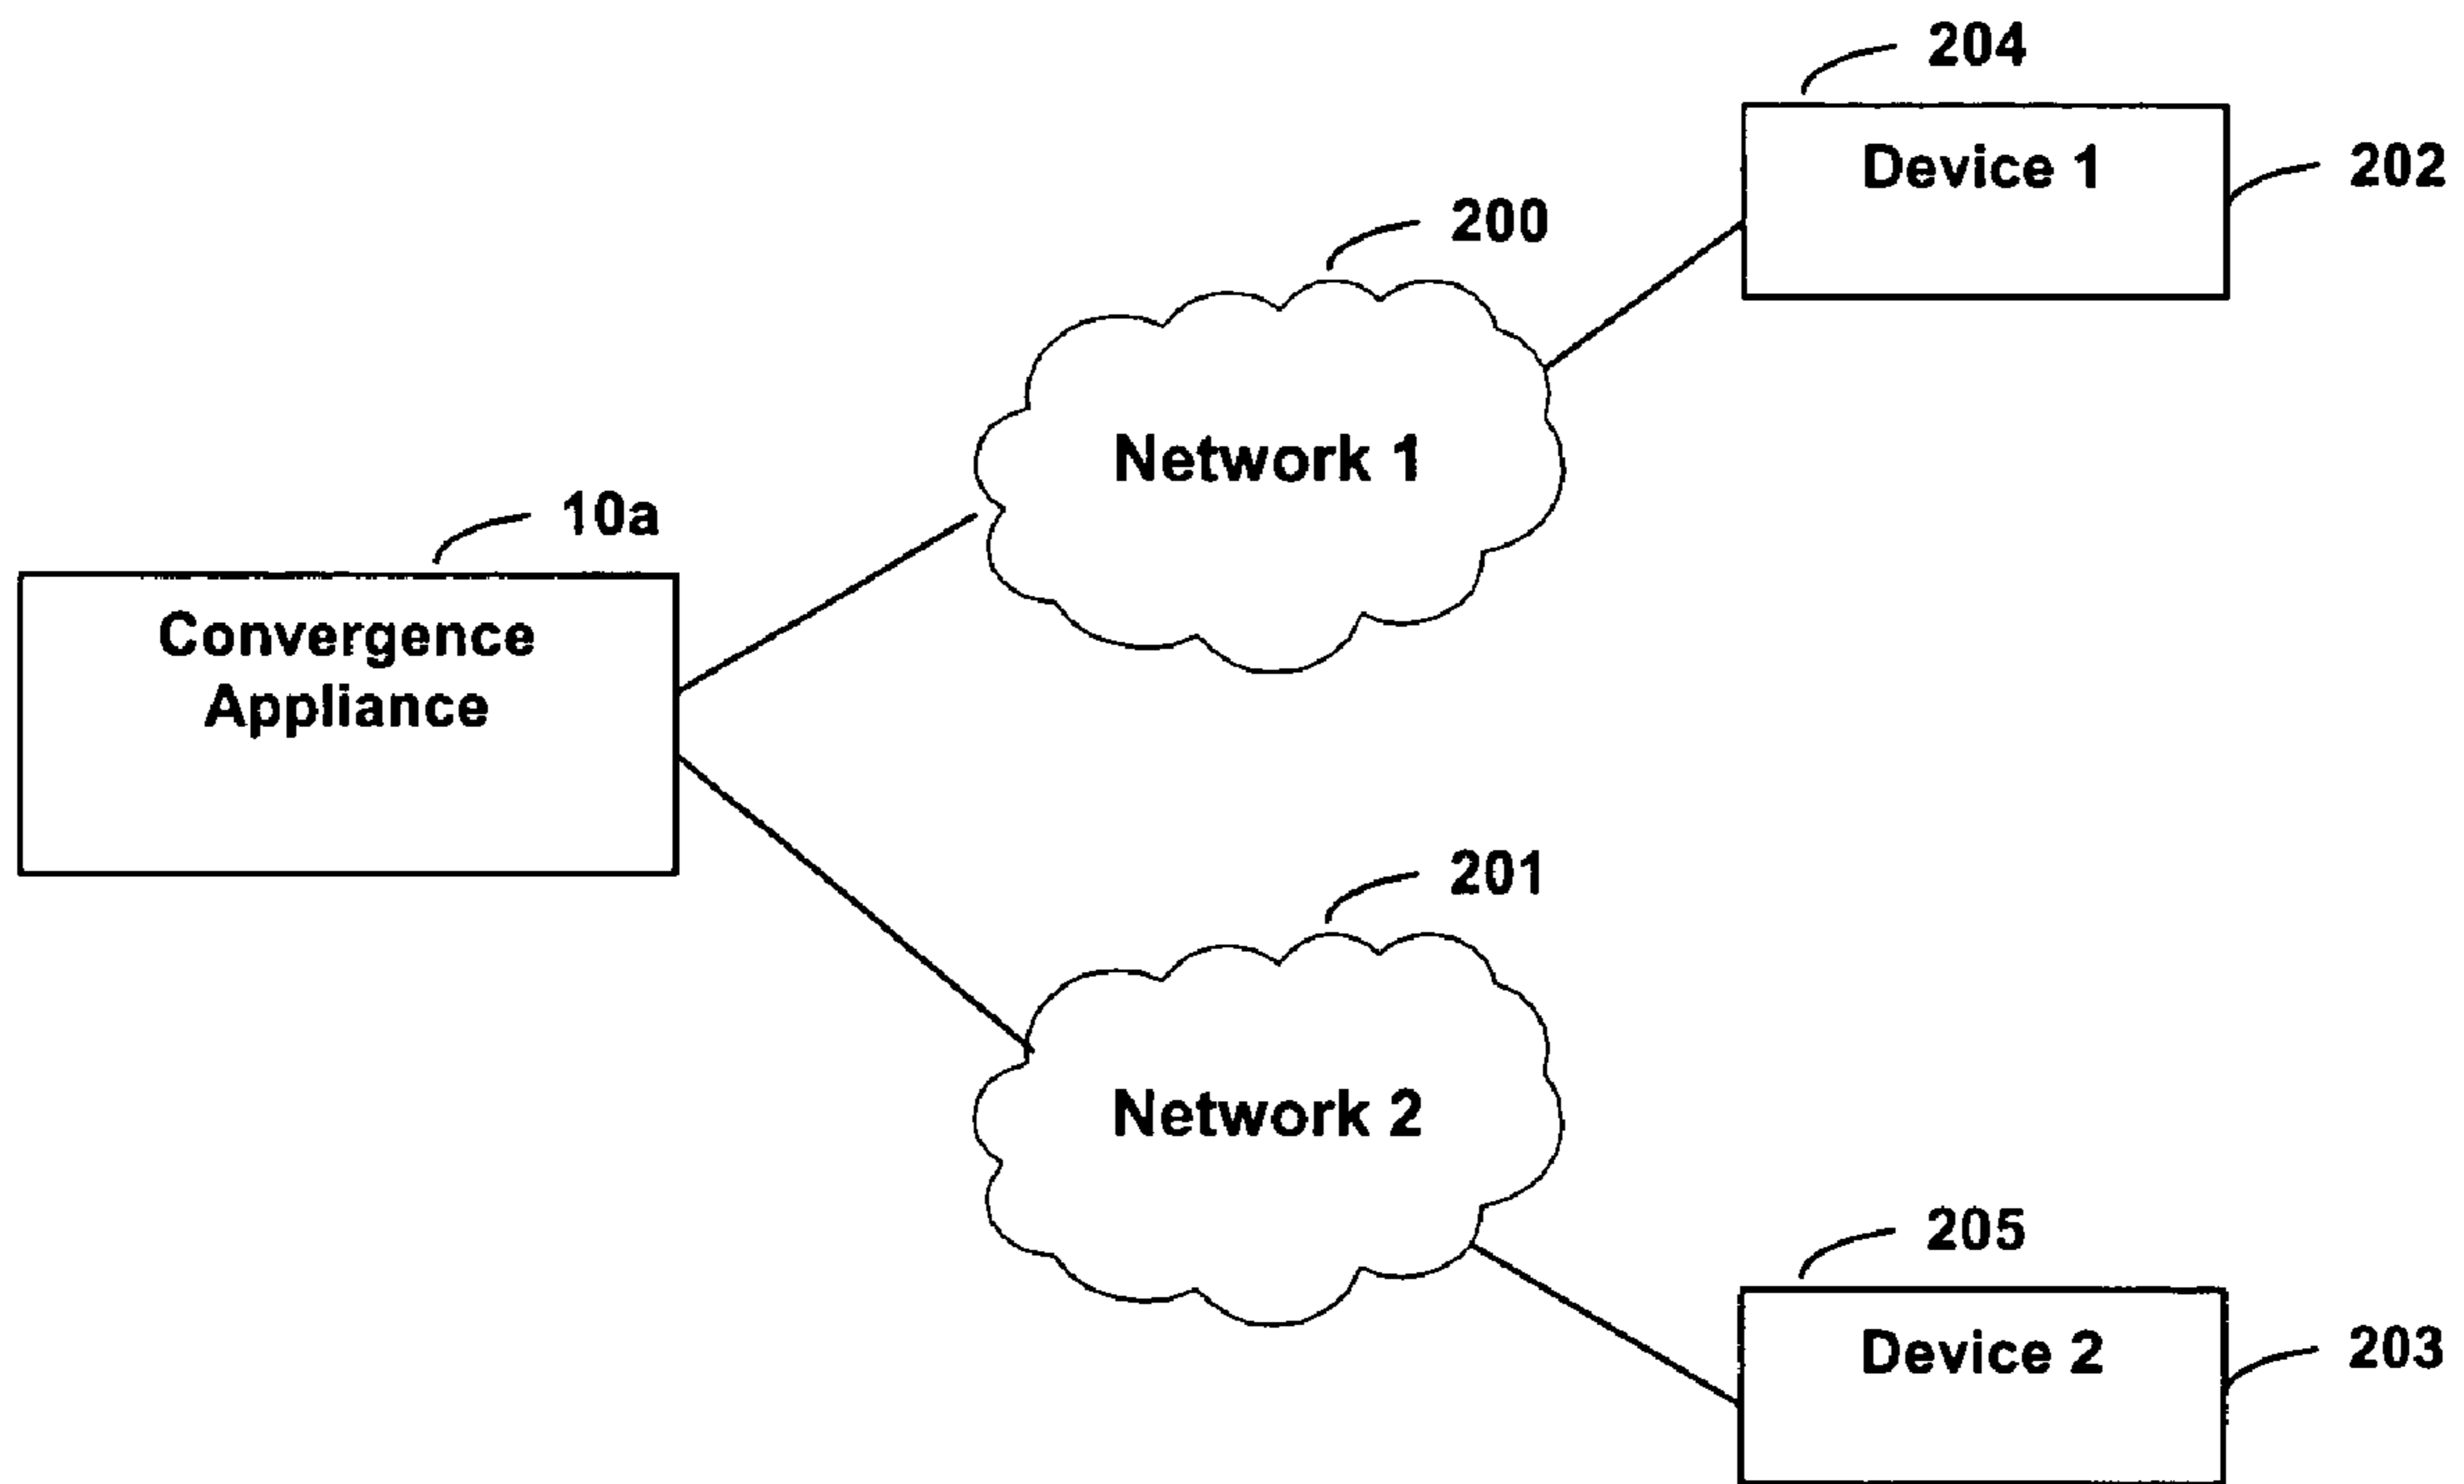 204
Device 1
202
200
Network 1
10a
Convergence
Appliance
201
Network 2
205
Device 2
203